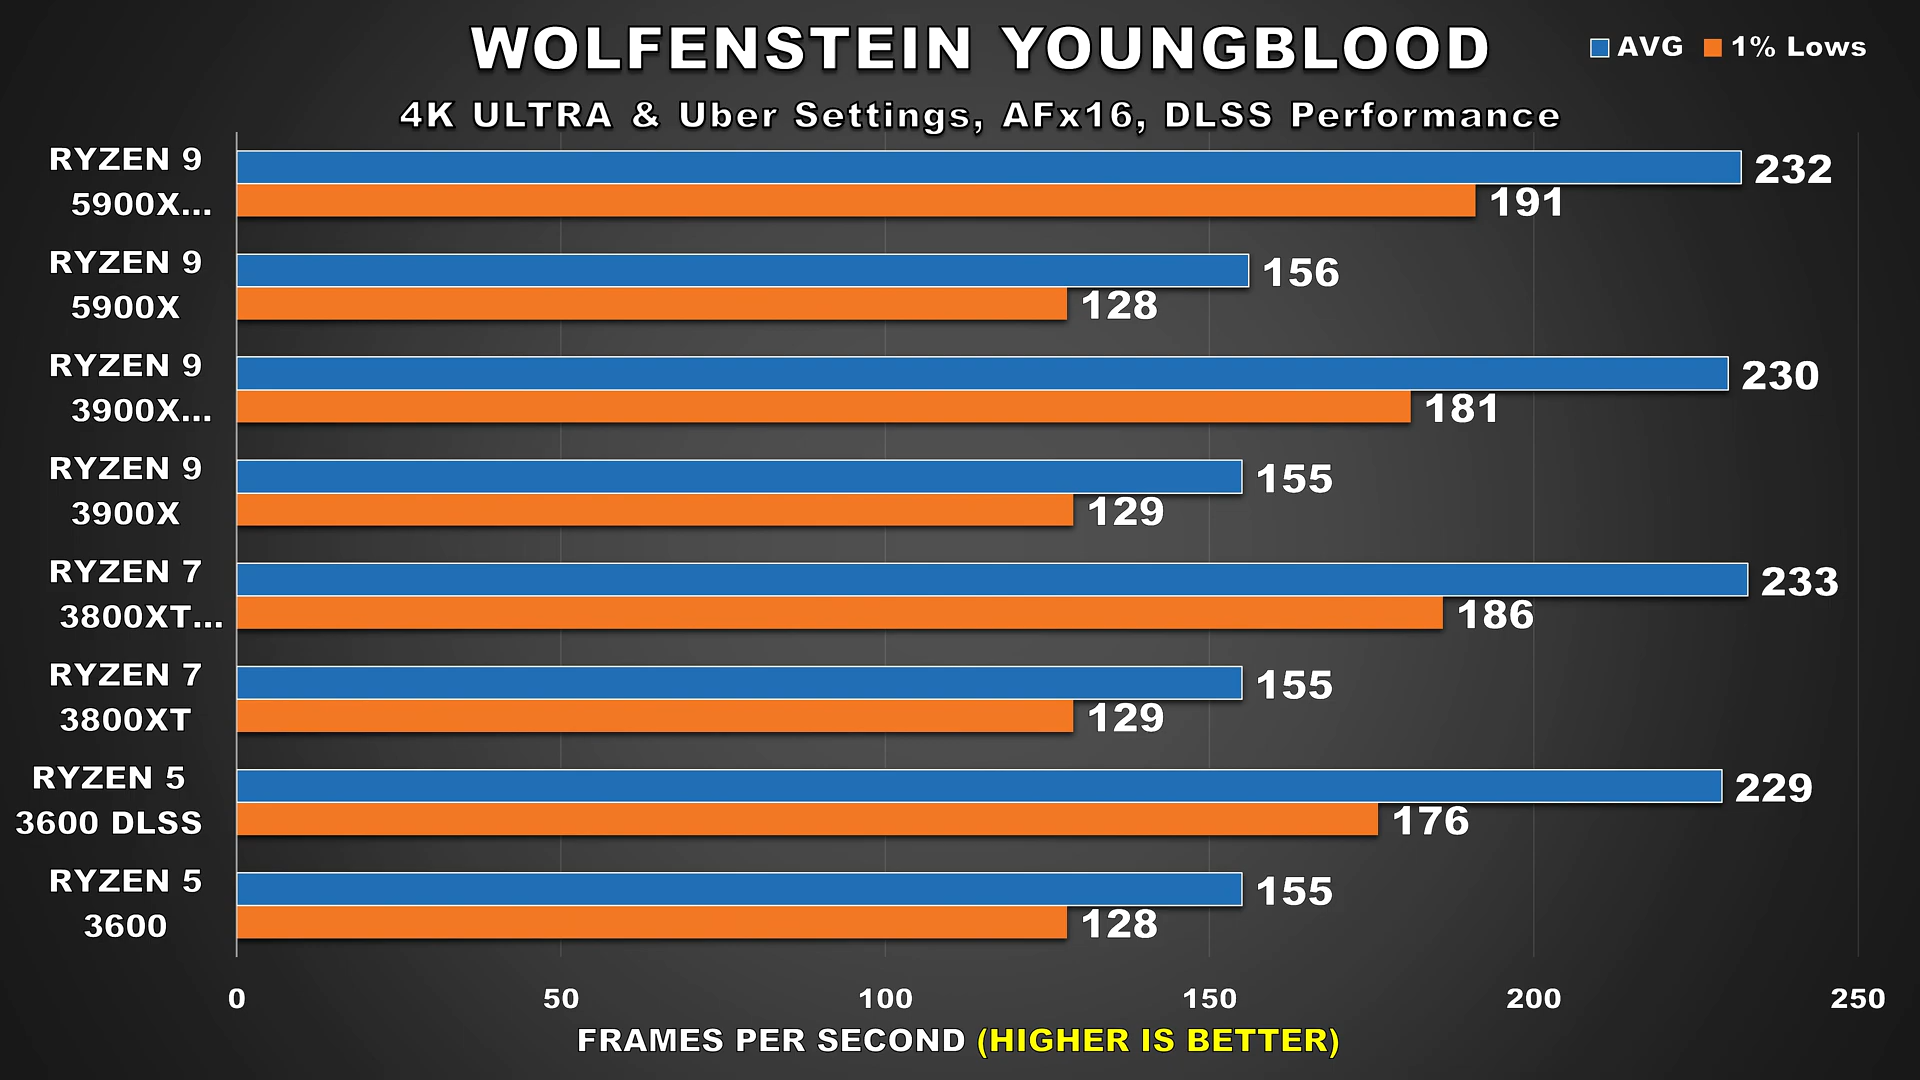 WOLFENSTEIN YOUNGBLOOD
AVG 1% Lows
4K ULTRA & Uber Settings, AFx16, DLSS Performance
RYZEN 9
5900X...
232
191
RYZEN 9
5900X
156
128
RYZEN 9
3900X...
230
181
RYZEN 9
3900X
155
129
RYZEN 7
3800XT...
233
186
RYZEN 7
3800XT
155
129
RYZEN 5
3600 DLSS
229
176
RYZEN 5
3600
155
128
0 50 100 150 200 250
FRAMES PER SECOND (HIGHER IS BETTER)